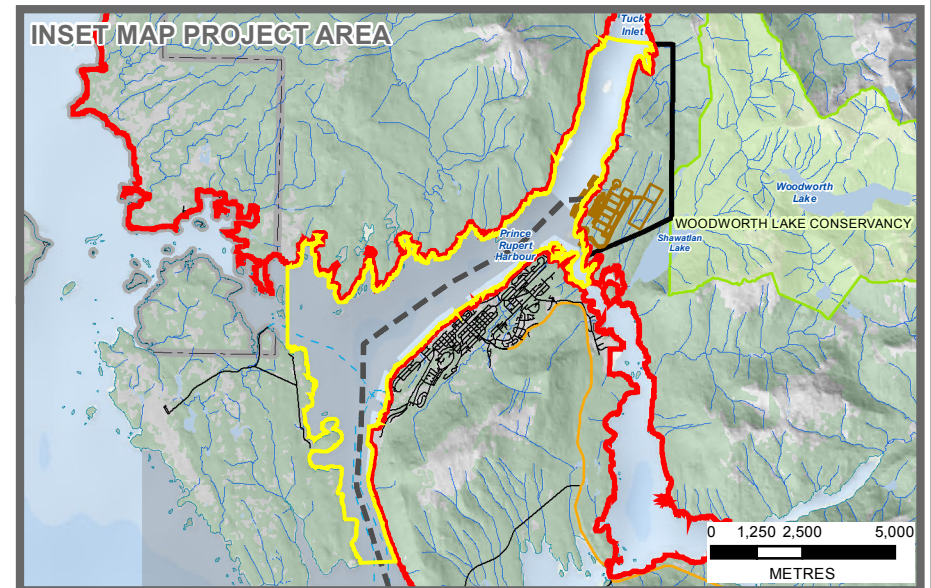 INSET MAP PROJECT AREA
Tuck
Inlet
Woodworth
Lake
WOODWORTH LAKE CONSERVANCY
Prince
Rupert
Harbour
Shawatlan
Lake
0 1,250 2,500 5,000
METRES